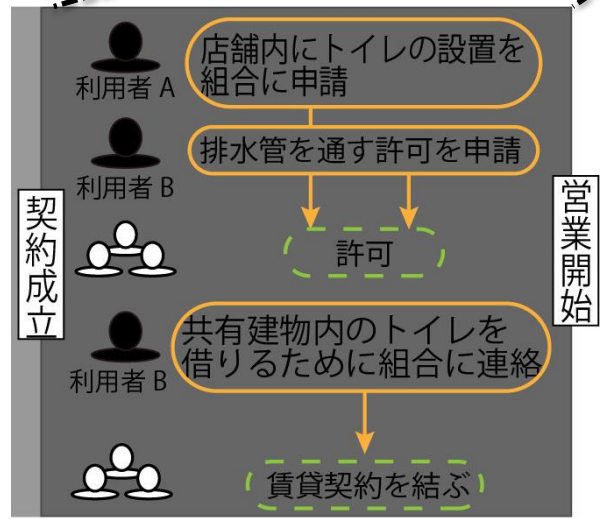 店舗内にトイレの設置を
組合に申請
利用者 A
排水管を通す許可を申請
利用者 B
許可
契約成立
営業開始
共有建物内のトイレを
借りるために組合に連絡
利用者 B
賃貸契約を結ぶ